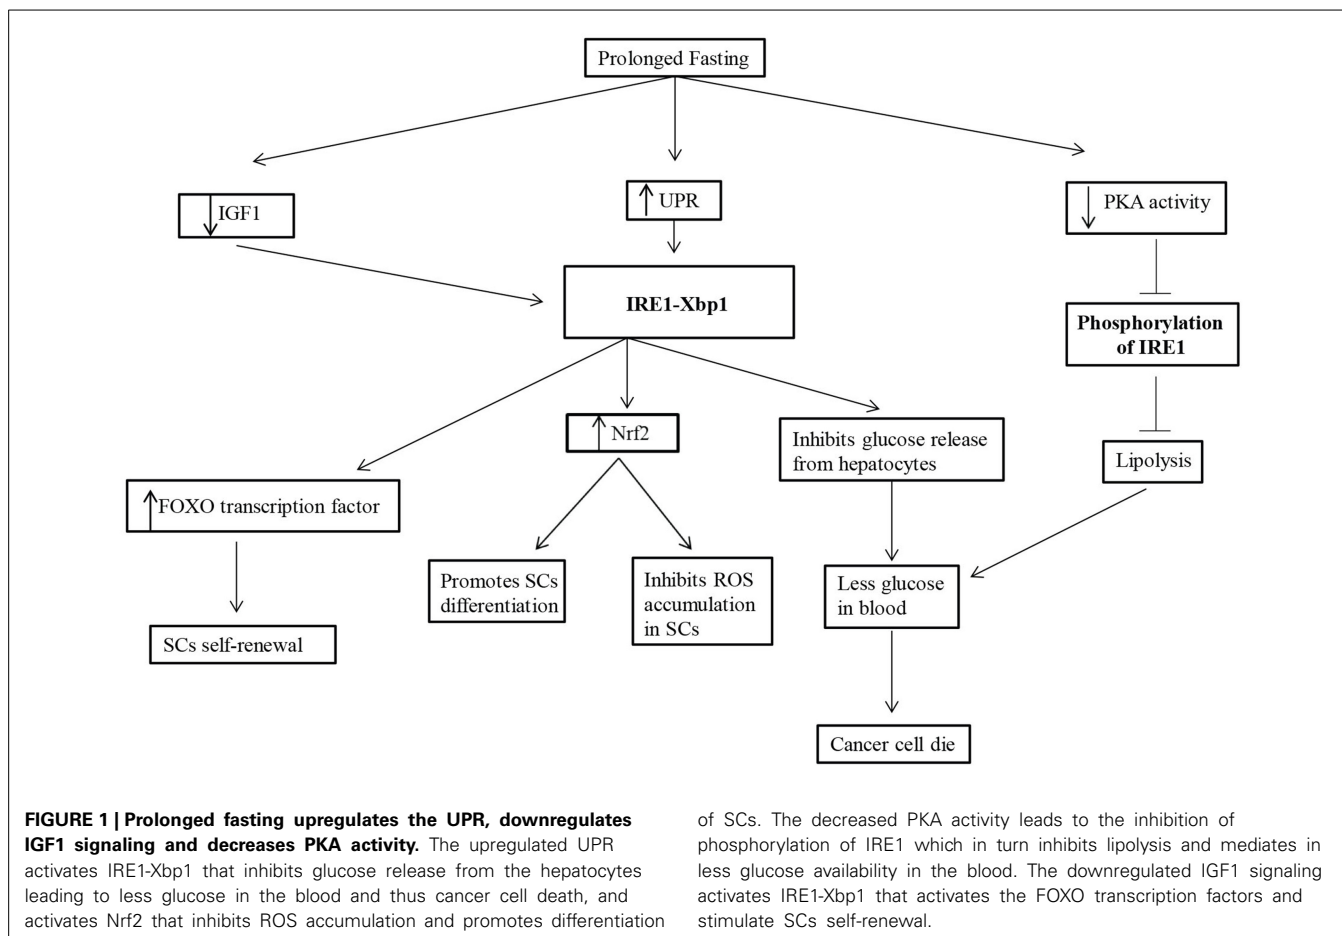 Prolonged Fasting
IGF1
UPR
PKA activity
IRE1-Xbp1
Phosphorylation
of IRE1
Nrf2
Inhibits glucose release
from hepatocytes
Lipolysis
FOXO transcription factor
Promotes SCs
differentiation
Inhibits ROS
accumulation
in SCs
Less glucose
in blood
SCs self-renewal
Cancer cell die
FIGURE 1 | Prolonged fasting upregulates the UPR, downregulates
IGF1 signaling and decreases PKA activity. The upregulated UPR
activates IRE1-Xbp1 that inhibits glucose release from the hepatocytes
leading to less glucose in the blood and thus cancer cell death, and
activates Nrf2 that inhibits ROS accumulation and promotes differentiation
of SCs. The decreased PKA activity leads to the inhibition of
phosphorylation of IRE1 which in turn inhibits lipolysis and mediates in
less glucose availability in the blood. The downregulated IGF1 signaling
activates IRE1-Xbp1 that activates the FOXO transcription factors and
stimulate SCs self-renewal.